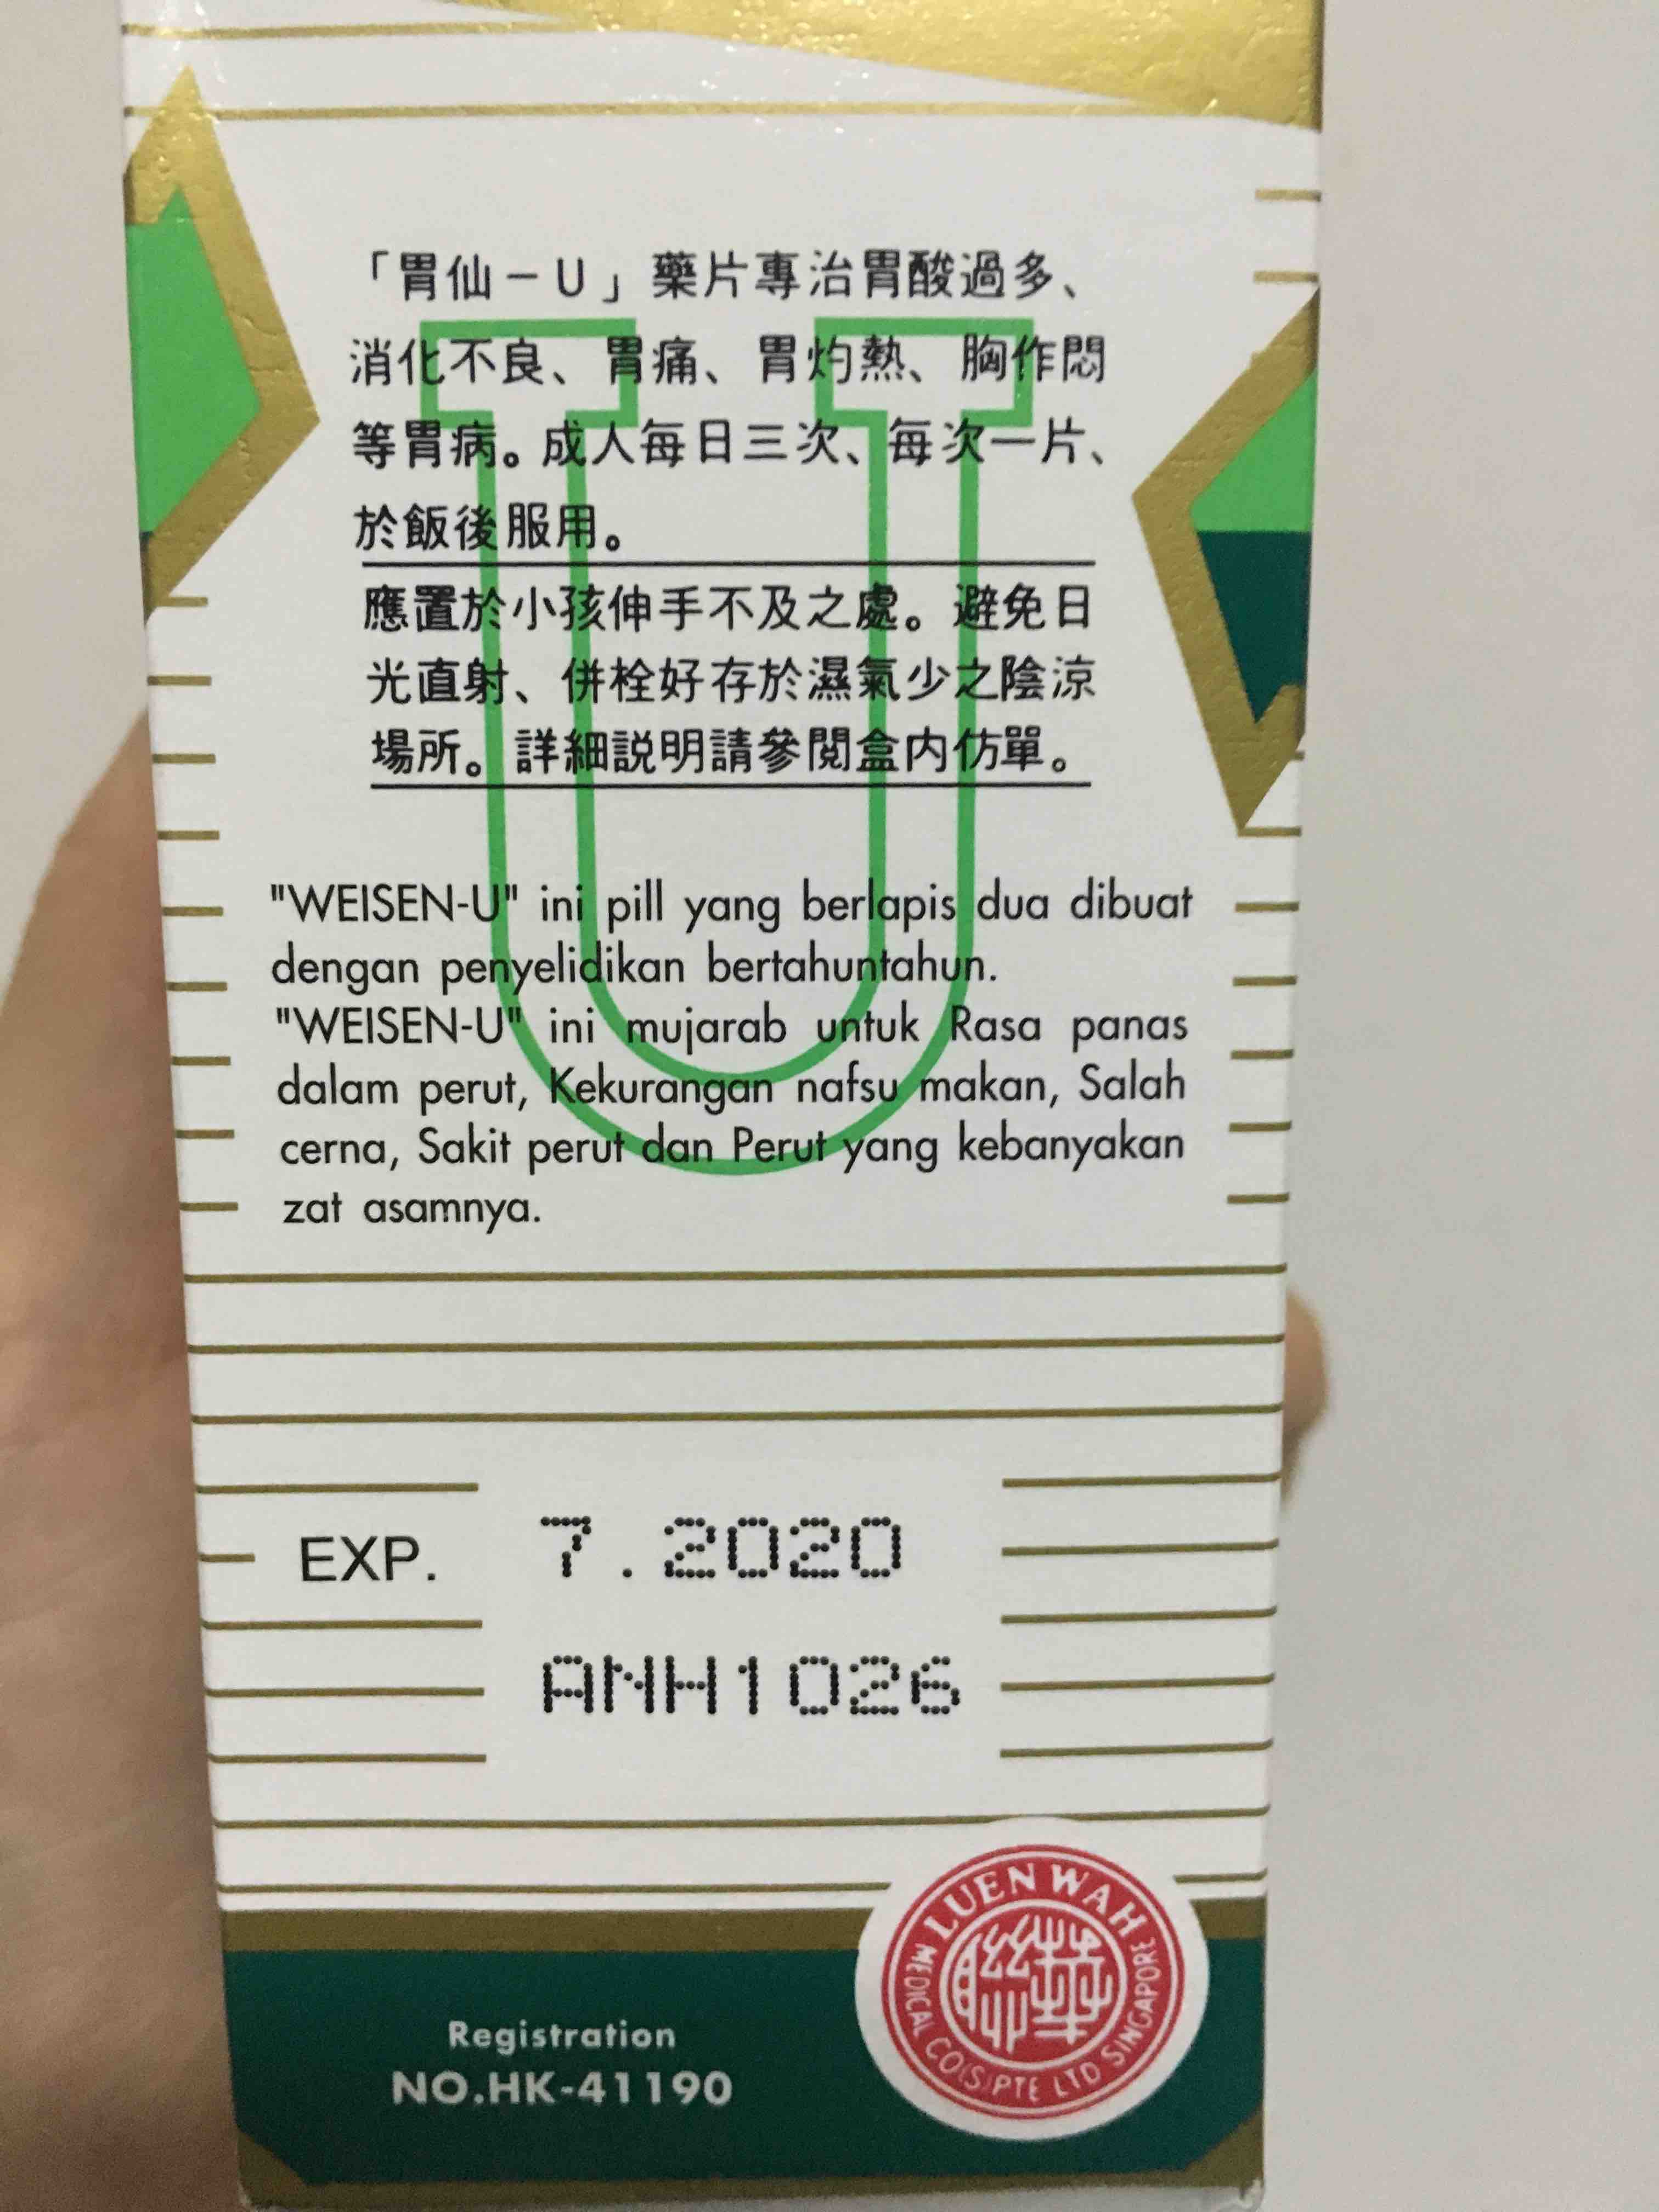 「胃仙－U」藥片專治胃酸過多、
消化不良、胃痛、胃灼熱、胸作悶
等胃病。成人每日三次、每次一片、
於飯後服用。
應置於小孩伸手不及之處。避免日
光直射、併栓好存於濕氣少之陰涼
場所。詳細説明請參閲盒内仿單。
"WEISEN-U" ini pill yang berlapis dua dibuat
dengan penyelidikan bertahuntahun.
"WEISEN-U" ini mujarab untuk Rasa panas
dalam perut, Kekurangan nafsu makan, Salah
cerna, Sakit perut dan Perut yang kebanyakan
zat asamnya.
EXP. 7.2020
ANH1026
LUEN WAH
聯華
MEDICAL CO(S)PTE LTD SINGAPORE
Registration
NO.HK-41190